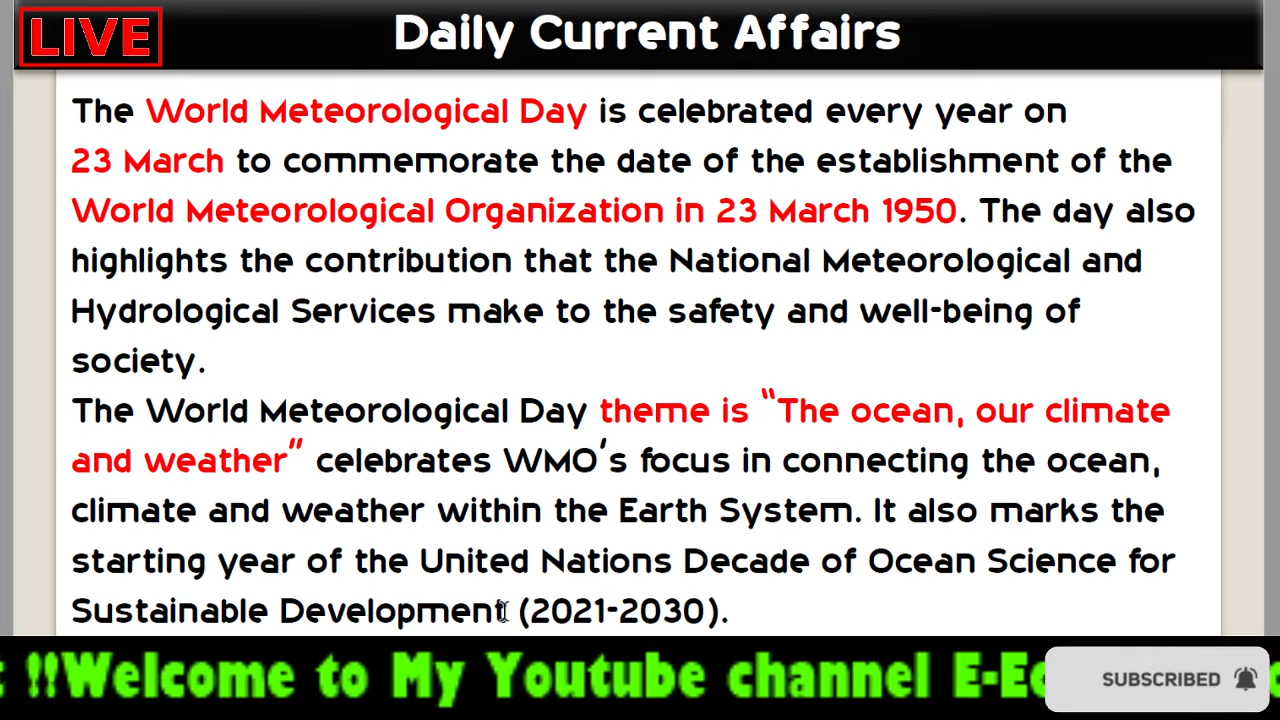 LIVE
Daily Current Affairs
The World Meteorological Day is celebrated every year on
23 March to commemorate the date of the establishment of the
World Meteorological Organization in 23 March 1950. The day also
highlights the contribution that the National Meteorological and
Hydrological Services make to the safety and well-being of
society.
The World Meteorological Day theme is “The ocean, our climate
and weather” celebrates WMO's focus in connecting the ocean,
climate and weather within the Earth System. It also marks the
starting year of the United Nations Decade of Ocean Science for
Sustainable Development (2021-2030).
!!Welcome to My Youtube channel
SUBSCRIBED